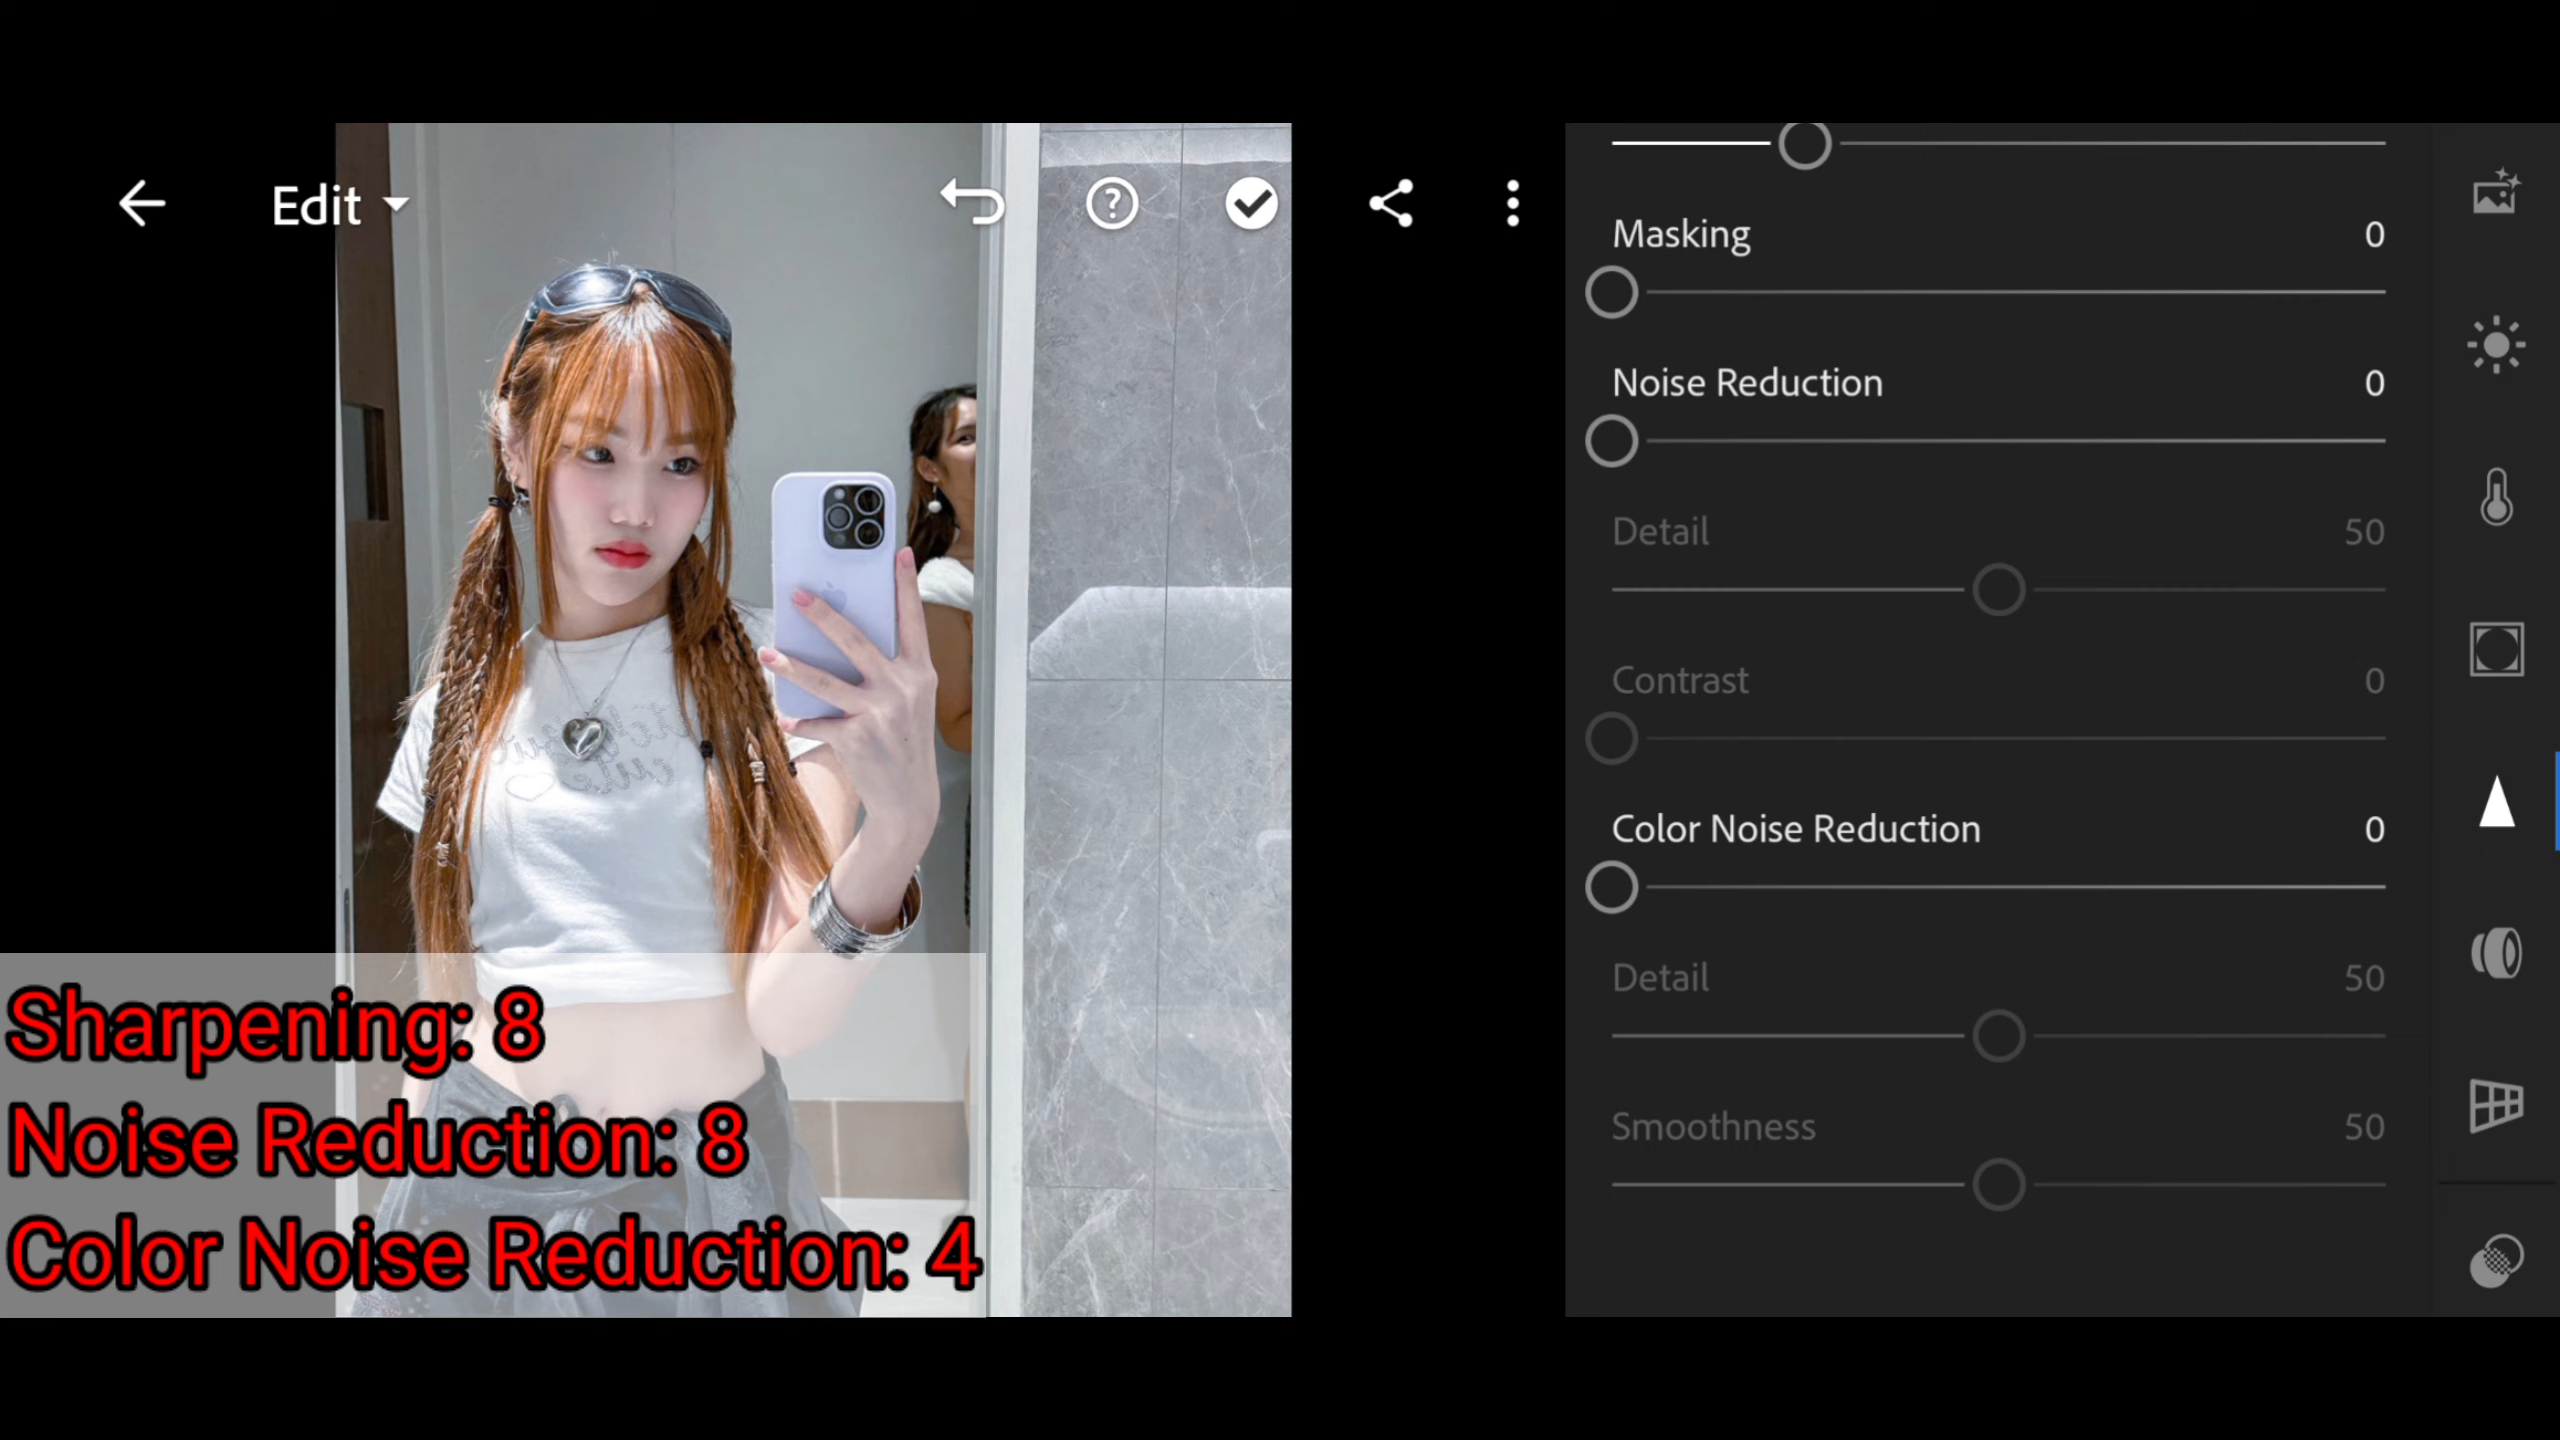 Edit
Masking 0
Noise Reduction 0
Detail 50
Contrast 0
Color Noise Reduction 0
Detail 50
Smoothness 50
Sharpening: 8
Noise Reduction: 8
Color Noise Reduction: 4